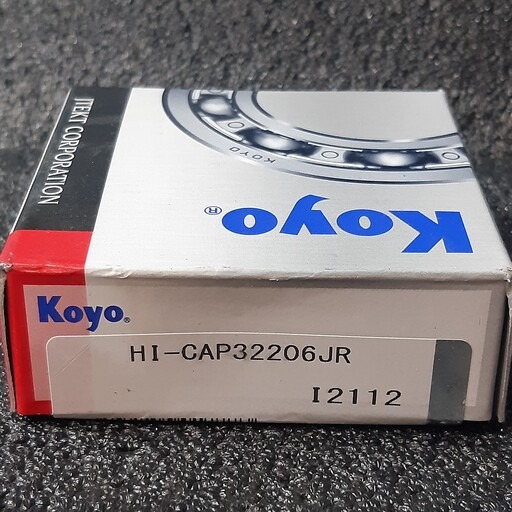 JTEKT CORPORATION
KOYO
Koyo®
Koyo®
HI-CAP32206JR
I2112